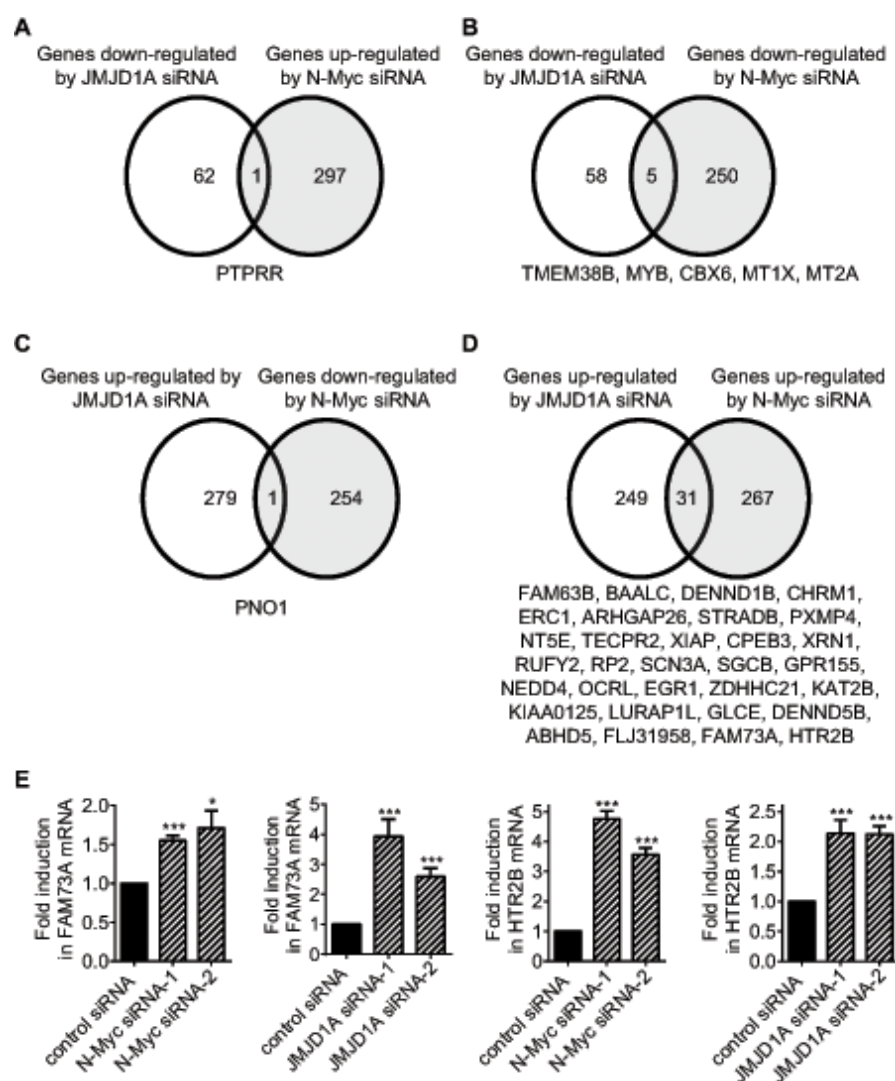 A
Genes down-regulated
by JMJD1A siRNA
Genes up-regulated
by N-Myc siRNA
62
1
297
PTPRR
B
Genes down-regulated
by JMJD1A siRNA
Genes down-regulated
by N-Myc siRNA
58
5
250
TMEM38B, MYB, CBX6, MT1X, MT2A
C
Genes up-regulated by
JMJD1A siRNA
Genes down-regulated
by N-Myc siRNA
279
1
254
PNO1
D
Genes up-regulated
by JMJD1A siRNA
Genes up-regulated
by N-Myc siRNA
249
31
267
FAM63B, BAALC, DENND1B, CHRM1,
ERC1, ARHGAP26, STRADB, PXMP4,
NT5E, TECPR2, XIAP, CPEB3, XRN1,
RUFY2, RP2, SCN3A, SGCB, GPR155,
NEDD4, OCRL, EGR1, ZDHHC21, KAT2B,
KIAA0125, LURAP1L, GLCE, DENND5B,
ABHD5, FLJ31958, FAM73A, HTR2B
E
Fold induction
in FAM73A mRNA
2.0
1.5
1.0
0.5
0.0
***
*
control siRNA
N-Myc siRNA-1
N-Myc siRNA-2
Fold induction
in FAM73A mRNA
5
4
3
2
1
0
***
***
control siRNA
JMJD1A siRNA-1
JMJD1A siRNA-2
Fold induction
in HTR2B mRNA
5
4
3
2
1
0
***
***
control siRNA
N-Myc siRNA-1
N-Myc siRNA-2
Fold induction
in HTR2B mRNA
2.5
2.0
1.5
1.0
0.5
0.0
***
***
control siRNA
JMJD1A siRNA-1
JMJD1A siRNA-2